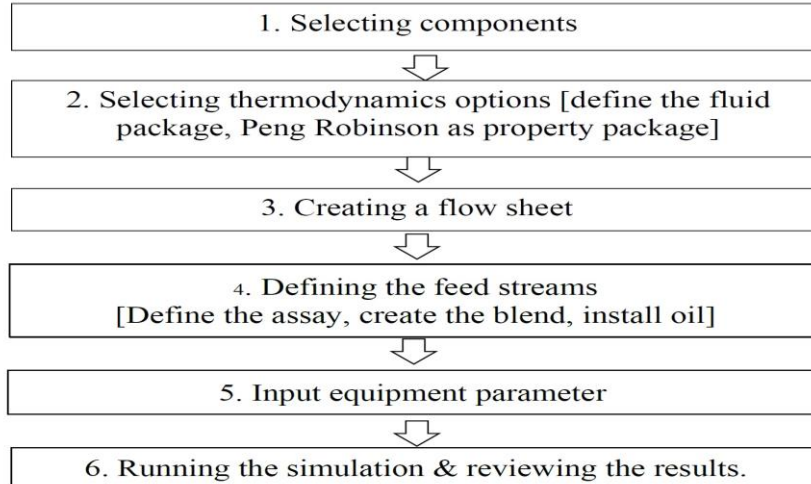 1. Selecting components
2. Selecting thermodynamics options [define the fluid
package, Peng Robinson as property package]
3. Creating a flow sheet
4. Defining the feed streams
[Define the assay, create the blend, install oil]
5. Input equipment parameter
6. Running the simulation & reviewing the results.